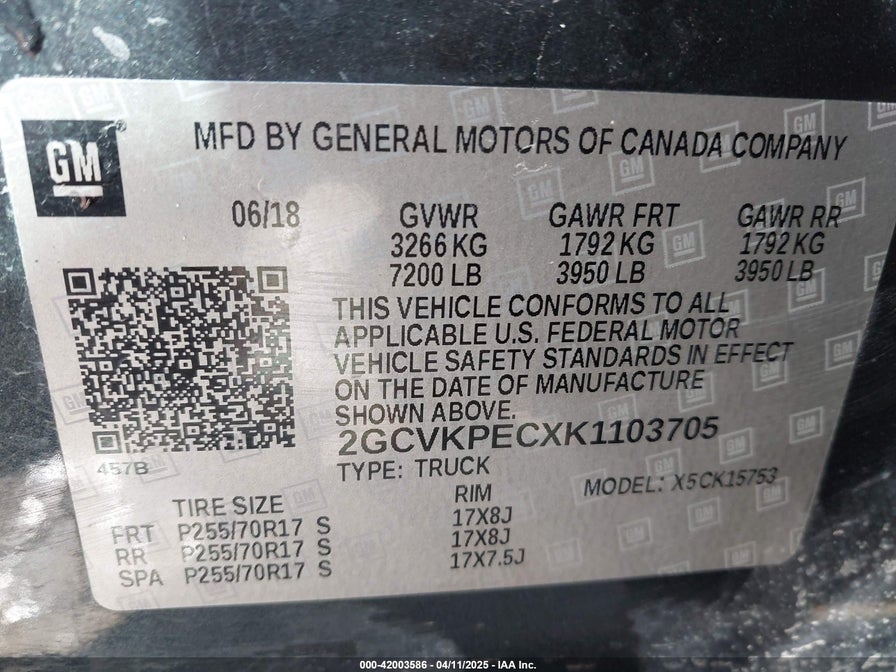 GM
MFD BY GENERAL MOTORS OF CANADA COMPANY
06/18 GVWR GAWR FRT GAWR RR
3266 KG 1792 KG 1792 KG
7200 LB 3950 LB 3950 LB
THIS VEHICLE CONFORMS TO ALL
APPLICABLE U.S. FEDERAL MOTOR
VEHICLE SAFETY STANDARDS IN EFFECT
ON THE DATE OF MANUFACTURE
SHOWN ABOVE.
2GCVKPECXK1103705
457B
TYPE: TRUCK
MODEL: X5CK15753
TIRE SIZE RIM
FRT P255/70R17 S 17X8J
RR P255/70R17 S 17X8J
SPA P255/70R17 S 17X7.5J
000-42003586 - 04/11/2025 - IAA Inc.